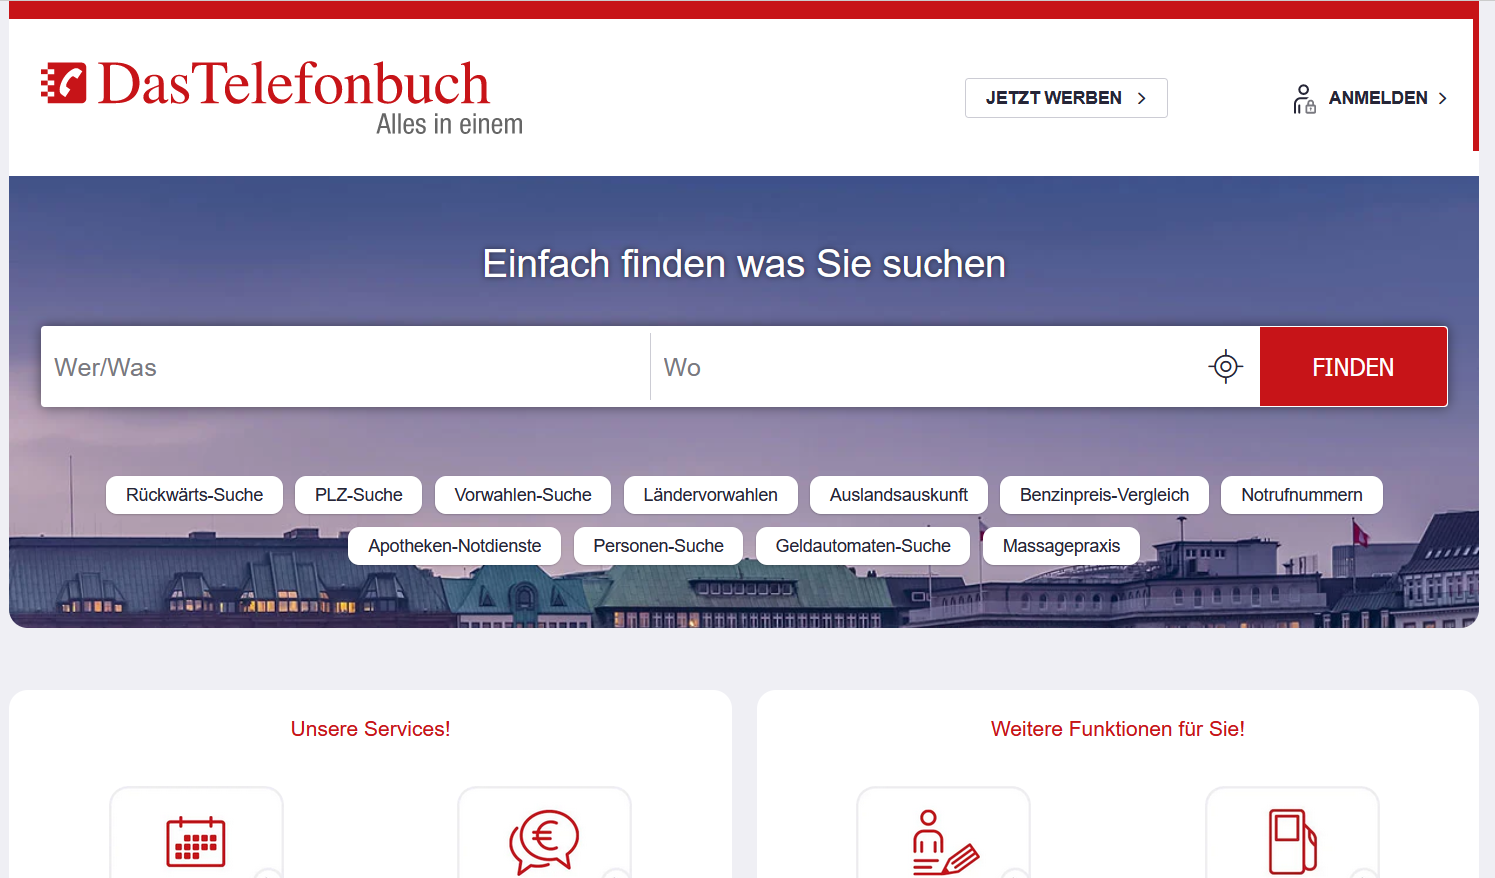 DasTelefonbuch
Alles in einem
JETZT WERBEN
ANMELDEN
Einfach finden was Sie suchen
Wer/Was
Wo
FINDEN
Rückwärts-Suche
PLZ-Suche
Vorwahlen-Suche
Ländervorwahlen
Auslandsauskunft
Benzinpreis-Vergleich
Notrufnummern
Apotheken-Notdienste
Personen-Suche
Geldautomaten-Suche
Massagepraxis
Unsere Services!
Weitere Funktionen für Sie!